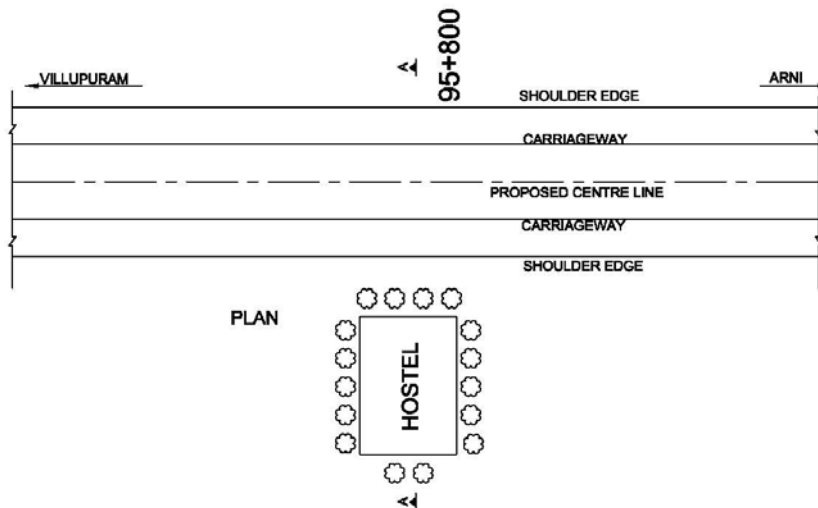 A
95+800
VILLUPURAM
ARNI
SHOULDER EDGE
CARRIAGEWAY
PROPOSED CENTRE LINE
CARRIAGEWAY
SHOULDER EDGE
PLAN
HOSTEL
A